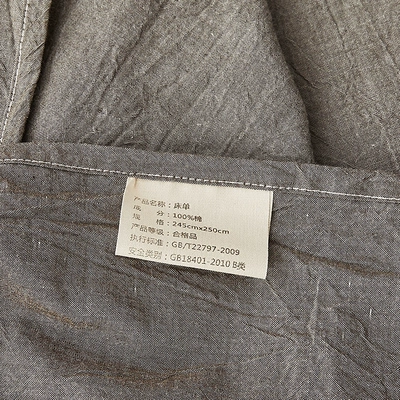 产品名称：床单
成　　分：100%棉
规　　格：245cmx250cm
产品等级：合格品
执行标准：GB/T22797-2009
安全类别：GB18401-2010 B类